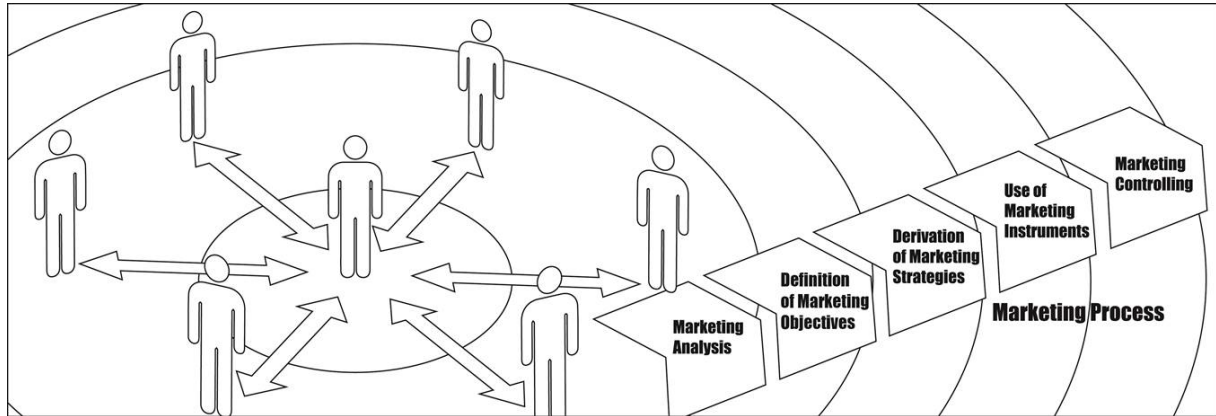 Marketing
Analysis
Definition
of Marketing
Objectives
Derivation
of Marketing
Strategies
Use of
Marketing
Instruments
Marketing
Controlling
Marketing Process